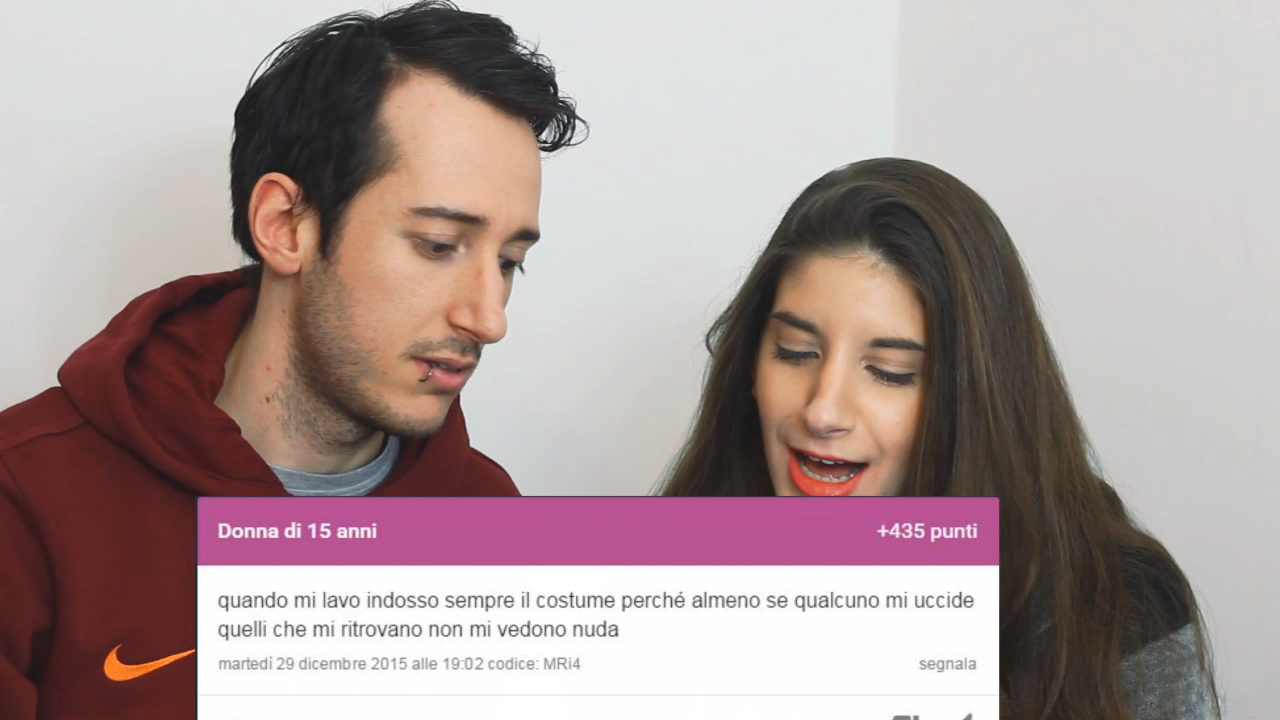 Donna di 15 anni +435 punti
quando mi lavo indosso sempre il costume perché almeno se qualcuno mi uccide
quelli che mi ritrovano non mi vedono nuda
martedì 29 dicembre 2015 alle 19:02 codice: MRi4 segnala